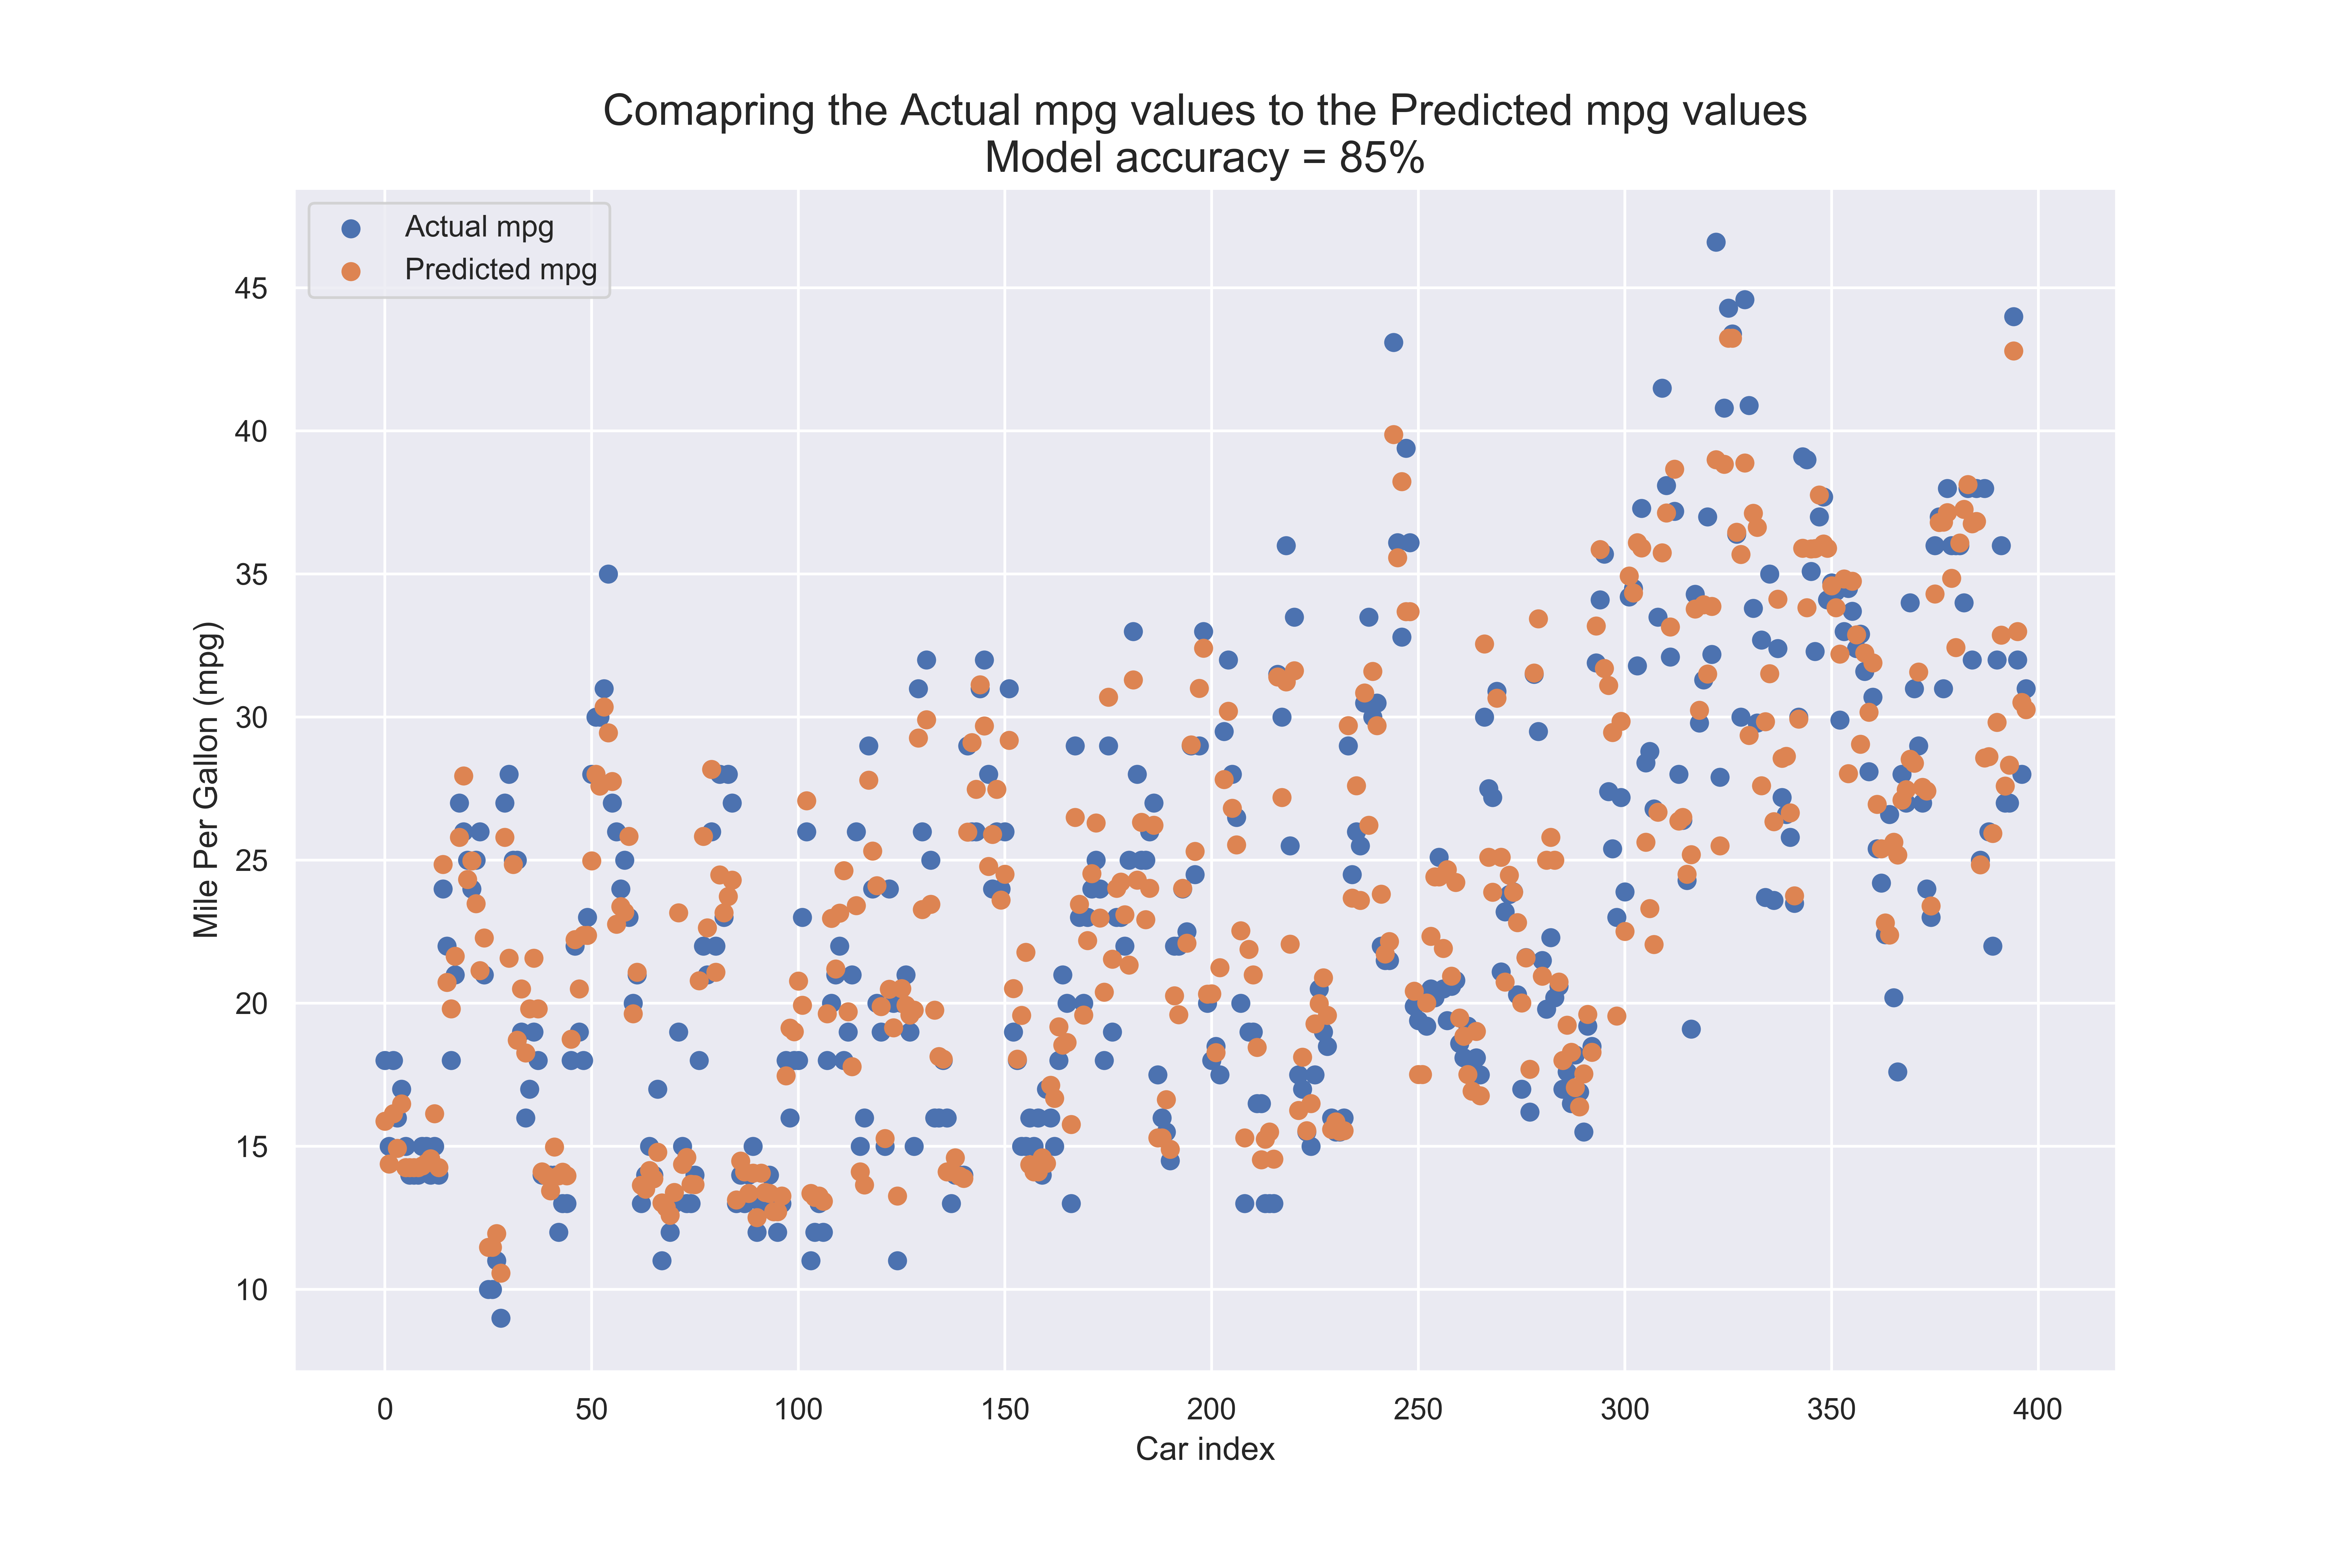 Comapring the Actual mpg values to the Predicted mpg values
Model accuracy = 85%
Actual mpg
Predicted mpg
45
40
35
30
25
20
15
10
Mile Per Gallon (mpg)
0 50 100 150 200 250 300 350 400
Car index